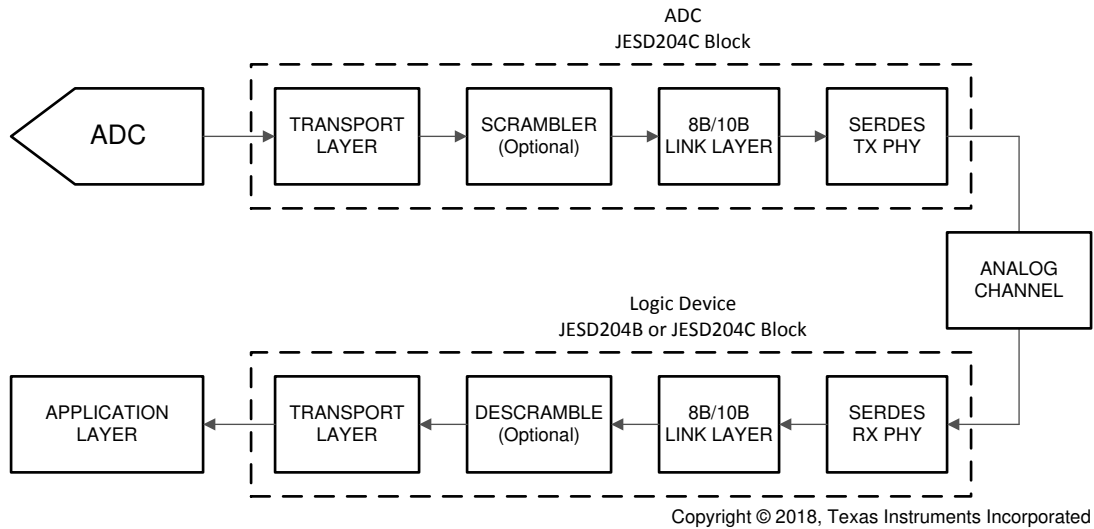 ADC
JESD204C Block
ADC
TRANSPORT
LAYER
SCRAMBLER
(Optional)
8B/10B
LINK LAYER
SERDES
TX PHY
ANALOG
CHANNEL
Logic Device
JESD204B or JESD204C Block
APPLICATION
LAYER
TRANSPORT
LAYER
DESCRAMBLE
(Optional)
8B/10B
LINK LAYER
SERDES
RX PHY
Copyright © 2018, Texas Instruments Incorporated